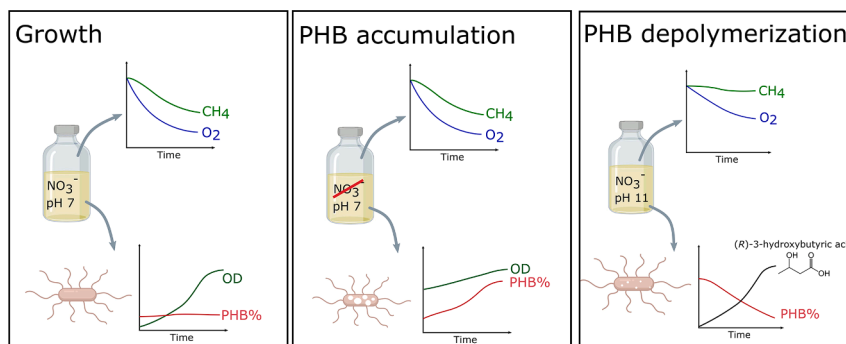 Growth
CH4
O2
Time
NO3-
pH 7
OD
PHB%
Time
PHB accumulation
CH4
O2
Time
NO3-
pH 7
OD
PHB%
Time
PHB depolymerization
CH4
O2
Time
NO3-
pH 11
(R)-3-hydroxybutyric ac
OH
O
OH
PHB%
Time